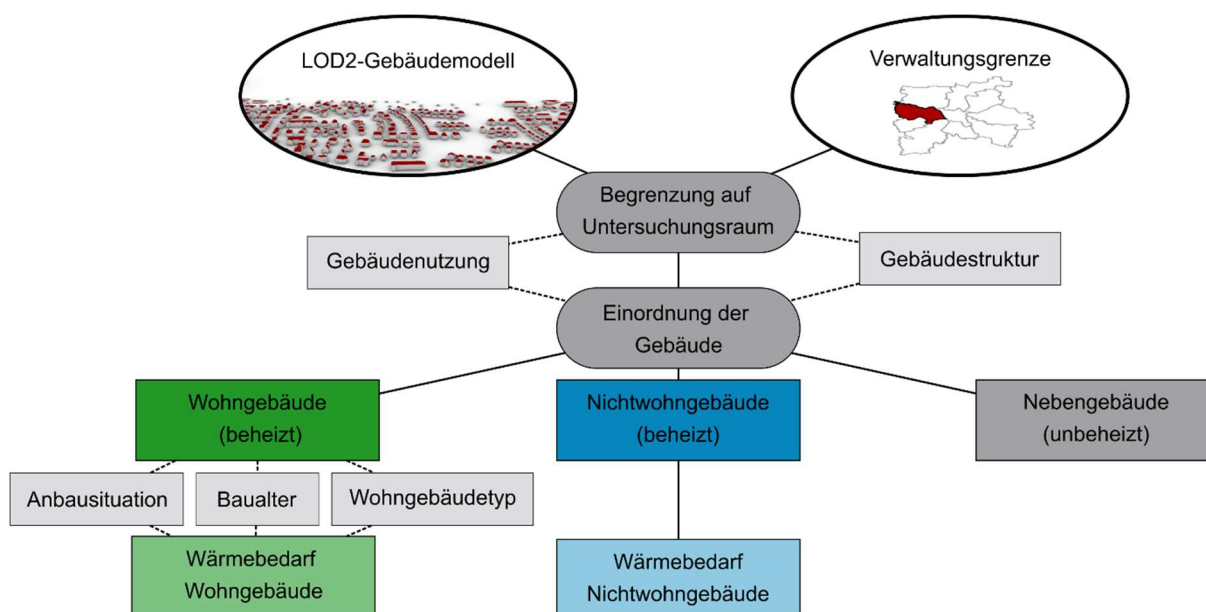 LOD2-Gebäudemodell
Verwaltungsgrenze
Begrenzung auf
Untersuchungsraum
Gebäudenutzung
Gebäudestruktur
Einordnung der
Gebäude
Wohngebäude
(beheizt)
Nichtwohngebäude
(beheizt)
Nebengebäude
(unbeheizt)
Anbausituation
Baualter
Wohngebäudetyp
Wärmebedarf
Wohngebäude
Wärmebedarf
Nichtwohngebäude